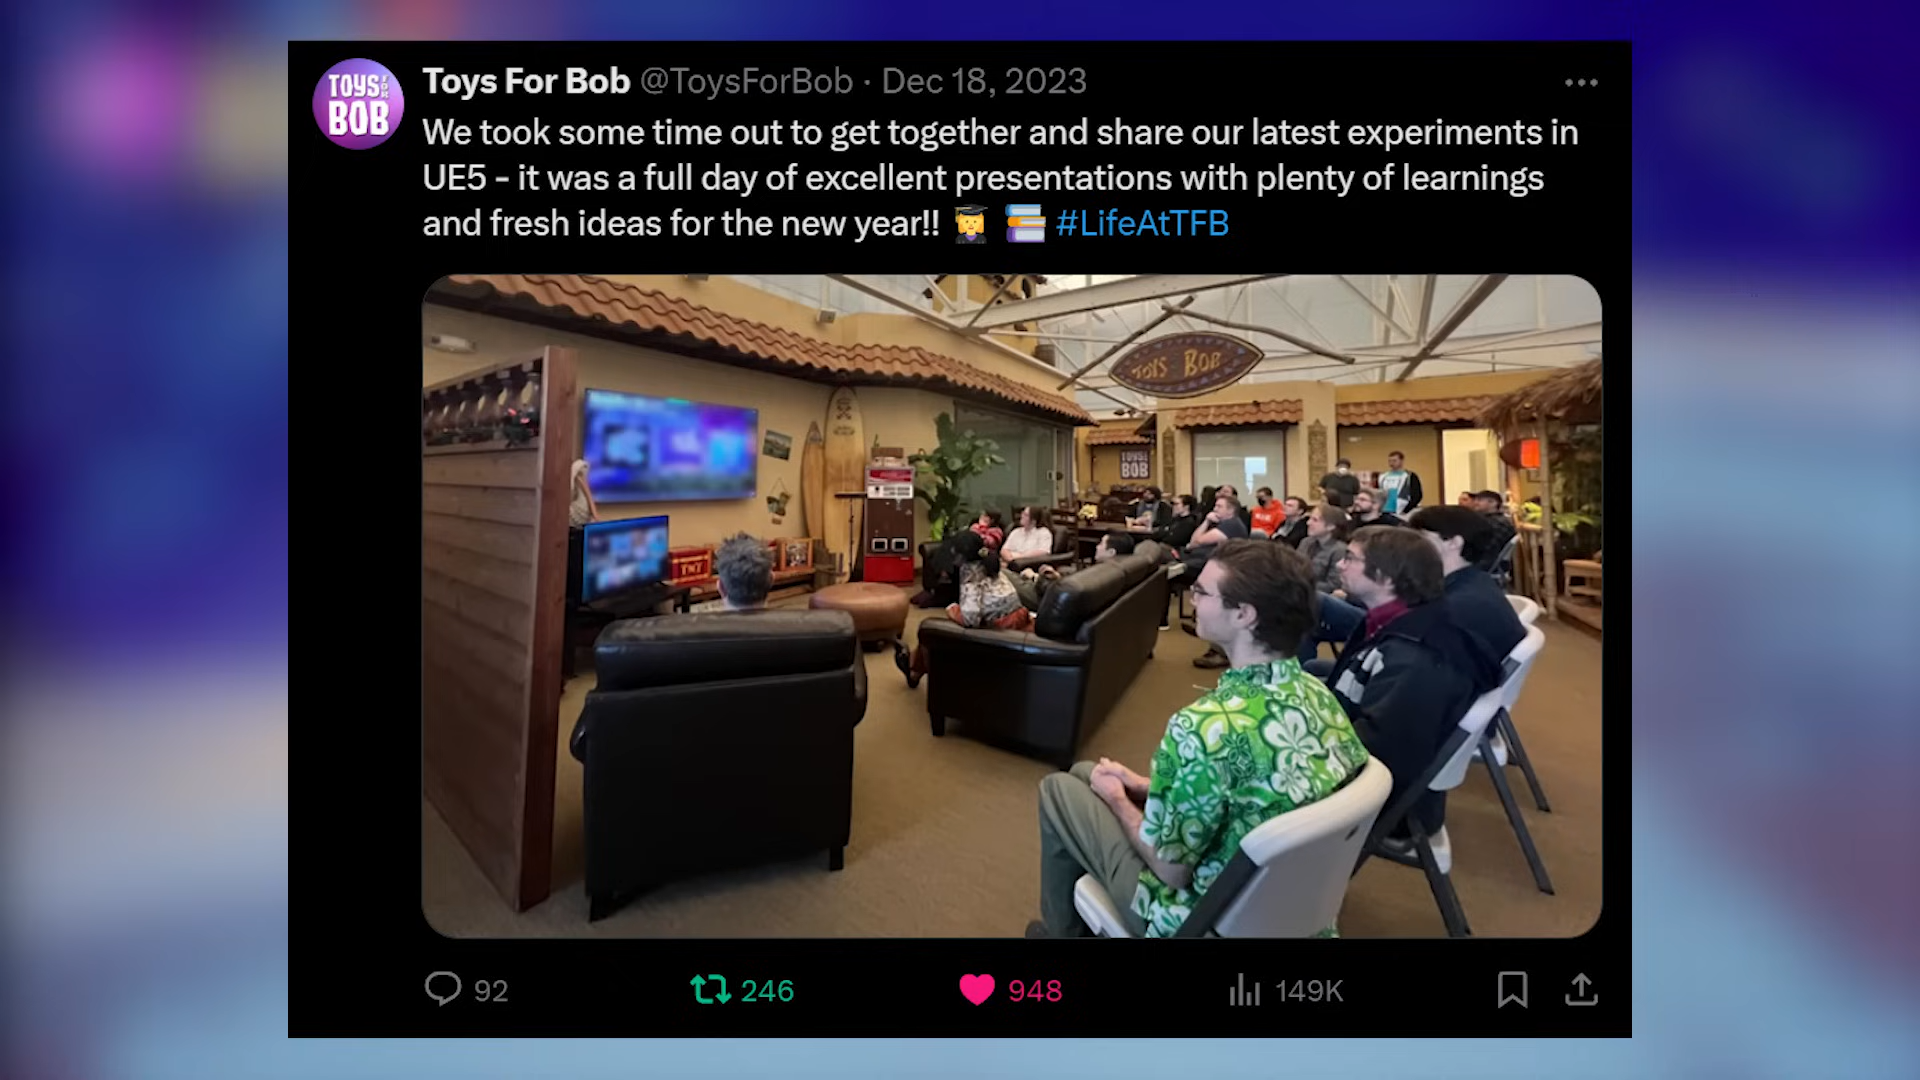 TOYS FOR BOB
Toys For Bob @ToysForBob · Dec 18, 2023
We took some time out to get together and share our latest experiments in
UE5 - it was a full day of excellent presentations with plenty of learnings
and fresh ideas for the new year!! 👩‍🎓 📚 #LifeAtTFB
TOYS BOB
TOYS
BOB
TNT
92 246 948 149K